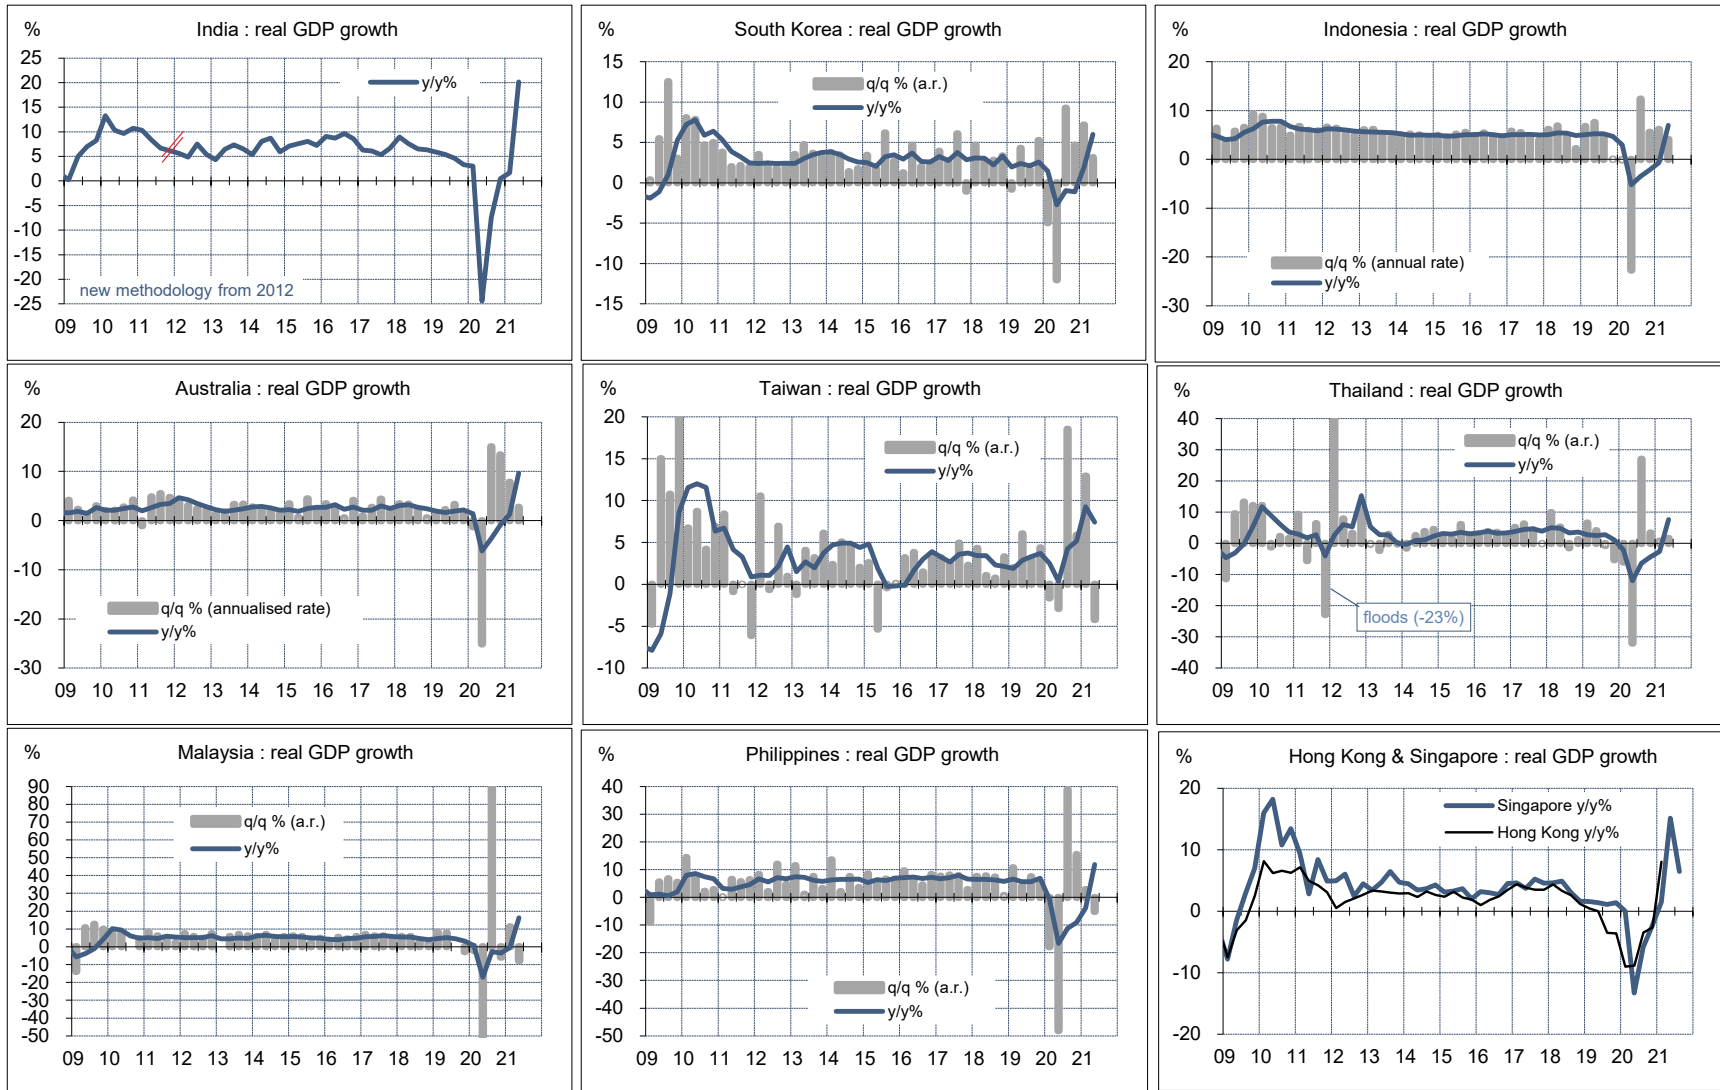 % India : real GDP growth
25
20
15
10
5
0
-5
-10
-15
-20
-25
y/y%
new methodology from 2012
09 10 11 12 13 14 15 16 17 18 19 20 21
% South Korea : real GDP growth
15
10
5
0
-5
-10
-15
q/q % (a.r.)
y/y%
09 10 11 12 13 14 15 16 17 18 19 20 21
% Indonesia : real GDP growth
20
10
0
-10
-20
-30
q/q % (annual rate)
y/y%
09 10 11 12 13 14 15 16 17 18 19 20 21
% Australia : real GDP growth
20
10
0
-10
-20
-30
q/q % (annualised rate)
y/y%
09 10 11 12 13 14 15 16 17 18 19 20 21
% Taiwan : real GDP growth
20
15
10
5
0
-5
-10
q/q % (a.r.)
y/y%
09 10 11 12 13 14 15 16 17 18 19 20 21
% Thailand : real GDP growth
40
30
20
10
0
-10
-20
-30
-40
q/q % (a.r.)
y/y%
floods (-23%)
09 10 11 12 13 14 15 16 17 18 19 20 21
% Malaysia : real GDP growth
90
80
70
60
50
40
30
20
10
0
-10
-20
-30
-40
-50
q/q % (a.r.)
y/y%
09 10 11 12 13 14 15 16 17 18 19 20 21
% Philippines : real GDP growth
40
30
20
10
0
-10
-20
-30
-40
-50
q/q % (a.r.)
y/y%
09 10 11 12 13 14 15 16 17 18 19 20 21
% Hong Kong & Singapore : real GDP growth
20
10
0
-10
-20
Singapore y/y%
Hong Kong y/y%
09 10 11 12 13 14 15 16 17 18 19 20 21